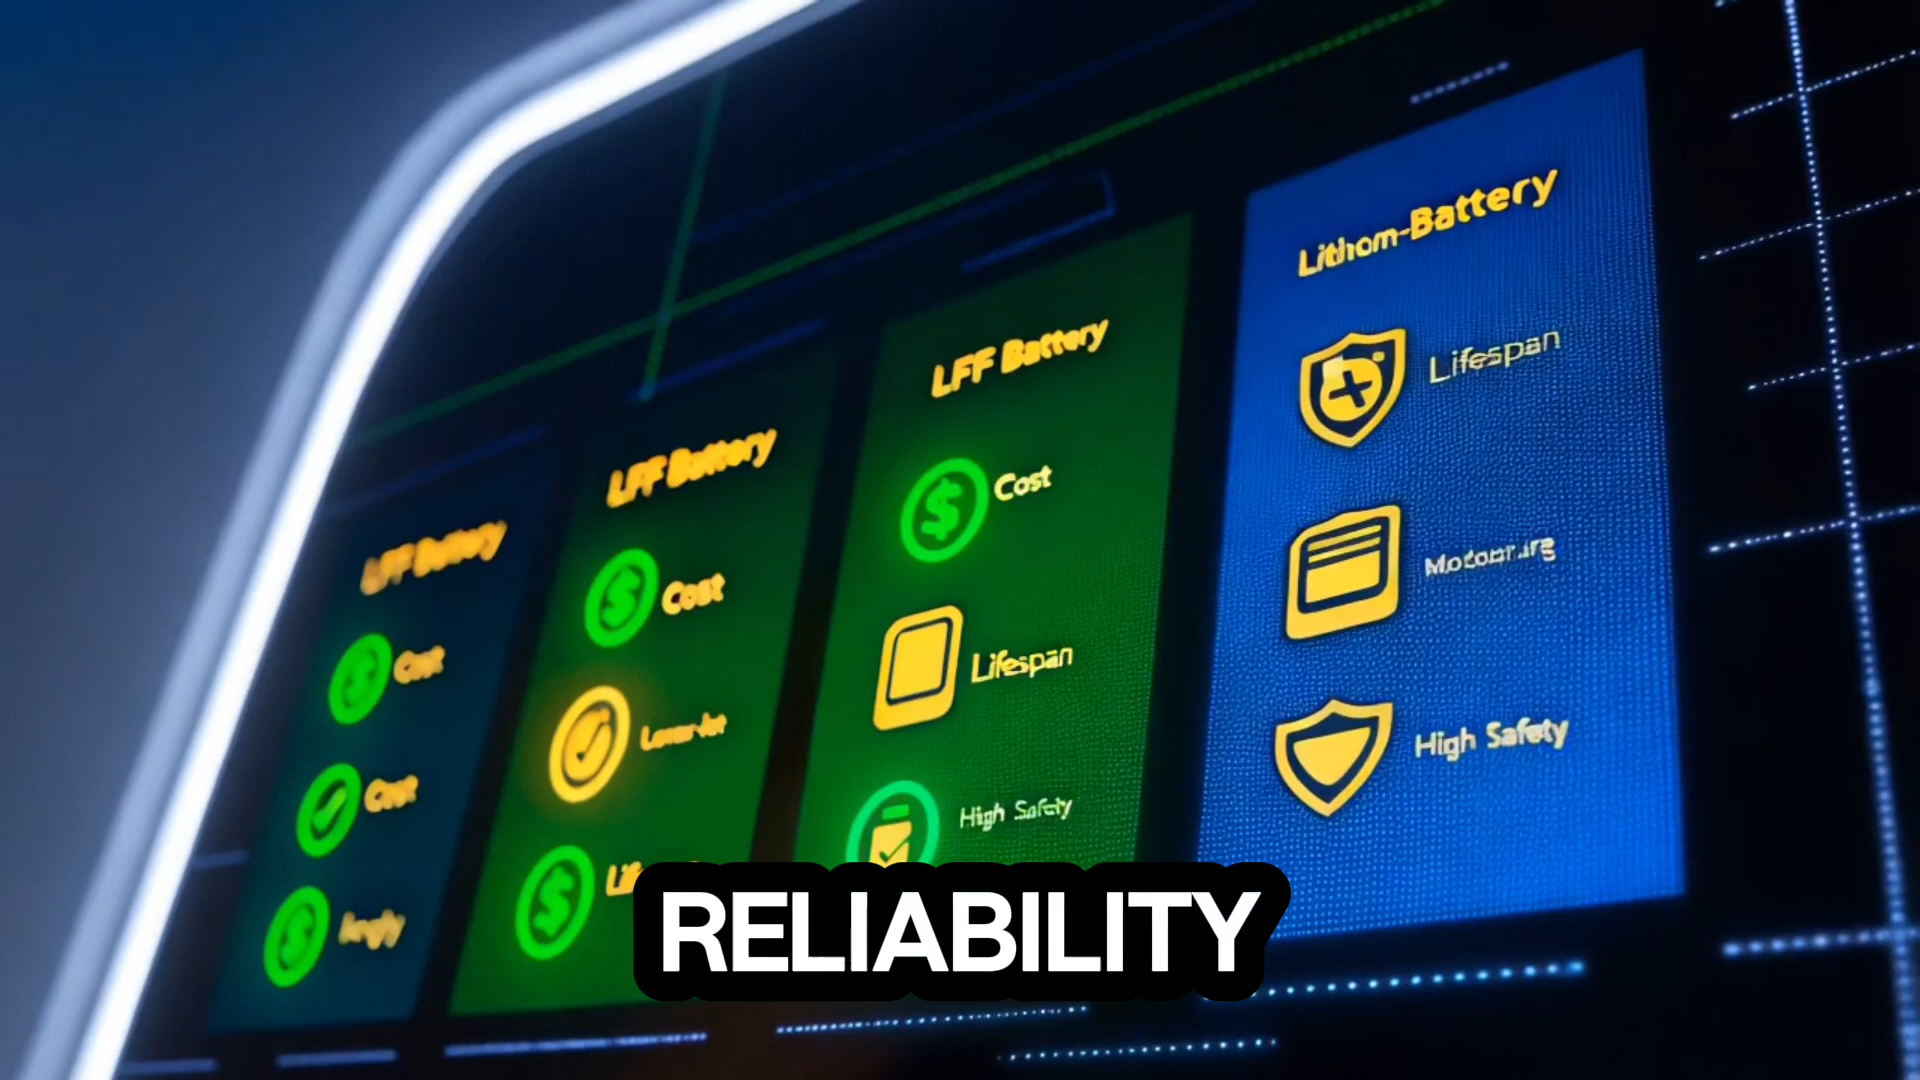 LFF Battery
Cost
Cost
LFF Battery
Cost
LFF Battery
Cost
Lifespan
High Safety
Lithom-Battery
Lifespan
High Safety
RELIABILITY